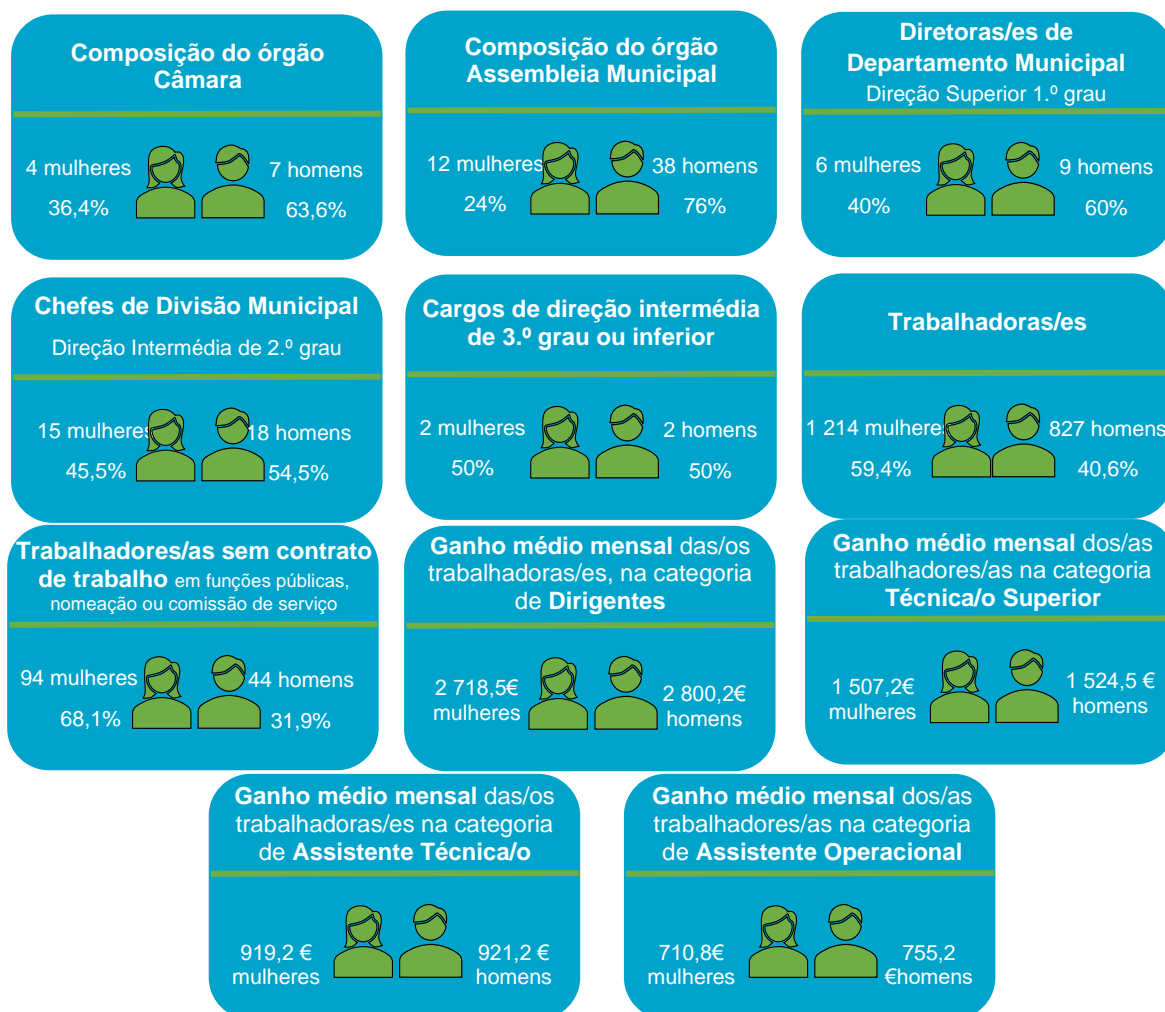 Composição do órgão
Câmara
4 mulheres
36,4%
7 homens
63,6%
Composição do órgão
Assembleia Municipal
12 mulheres
24%
38 homens
76%
Diretoras/es de
Departamento Municipal
Direção Superior 1.º grau
6 mulheres
40%
9 homens
60%
Chefes de Divisão Municipal
Direção Intermédia de 2.º grau
15 mulheres
45,5%
18 homens
54,5%
Cargos de direção intermédia
de 3.º grau ou inferior
2 mulheres
50%
2 homens
50%
Trabalhadoras/es
1 214 mulheres
59,4%
827 homens
40,6%
Trabalhadores/as sem contrato
de trabalho em funções públicas,
nomeação ou comissão de serviço
94 mulheres
68,1%
44 homens
31,9%
Ganho médio mensal das/os
trabalhadoras/es, na categoria
de Dirigentes
2 718,5€
mulheres
2 800,2€
homens
Ganho médio mensal dos/as
trabalhadores/as na categoria
Técnica/o Superior
1 507,2€
mulheres
1 524,5 €
homens
Ganho médio mensal das/os
trabalhadoras/es na categoria
de Assistente Técnica/o
919,2 €
mulheres
921,2 €
homens
Ganho médio mensal dos/as
trabalhadores/as na categoria
de Assistente Operacional
710,8€
mulheres
755,2
€homens